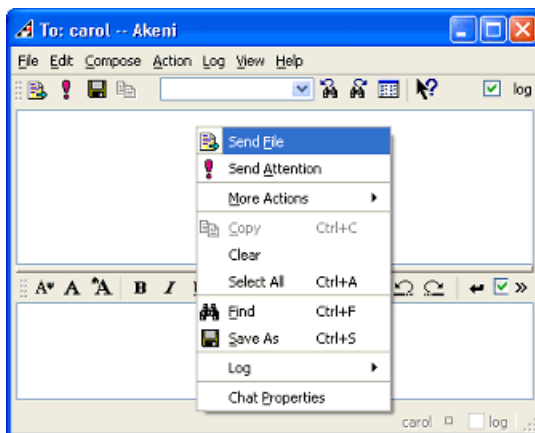 To: carol -- Akeni
File Edit Compose Action Log View Help
log
Send File
Send Attention
More Actions
Copy Ctrl+C
Clear
Select All Ctrl+A
A A A B I
Find Ctrl+F
Save As Ctrl+S
Log
Chat Properties
carol log